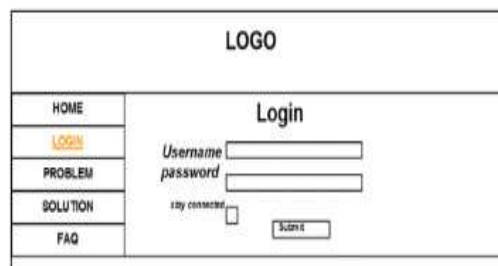 LOGO
HOME
LOGIN
PROBLEM
SOLUTION
FAQ
Login
Username
password
stay connected
Submit